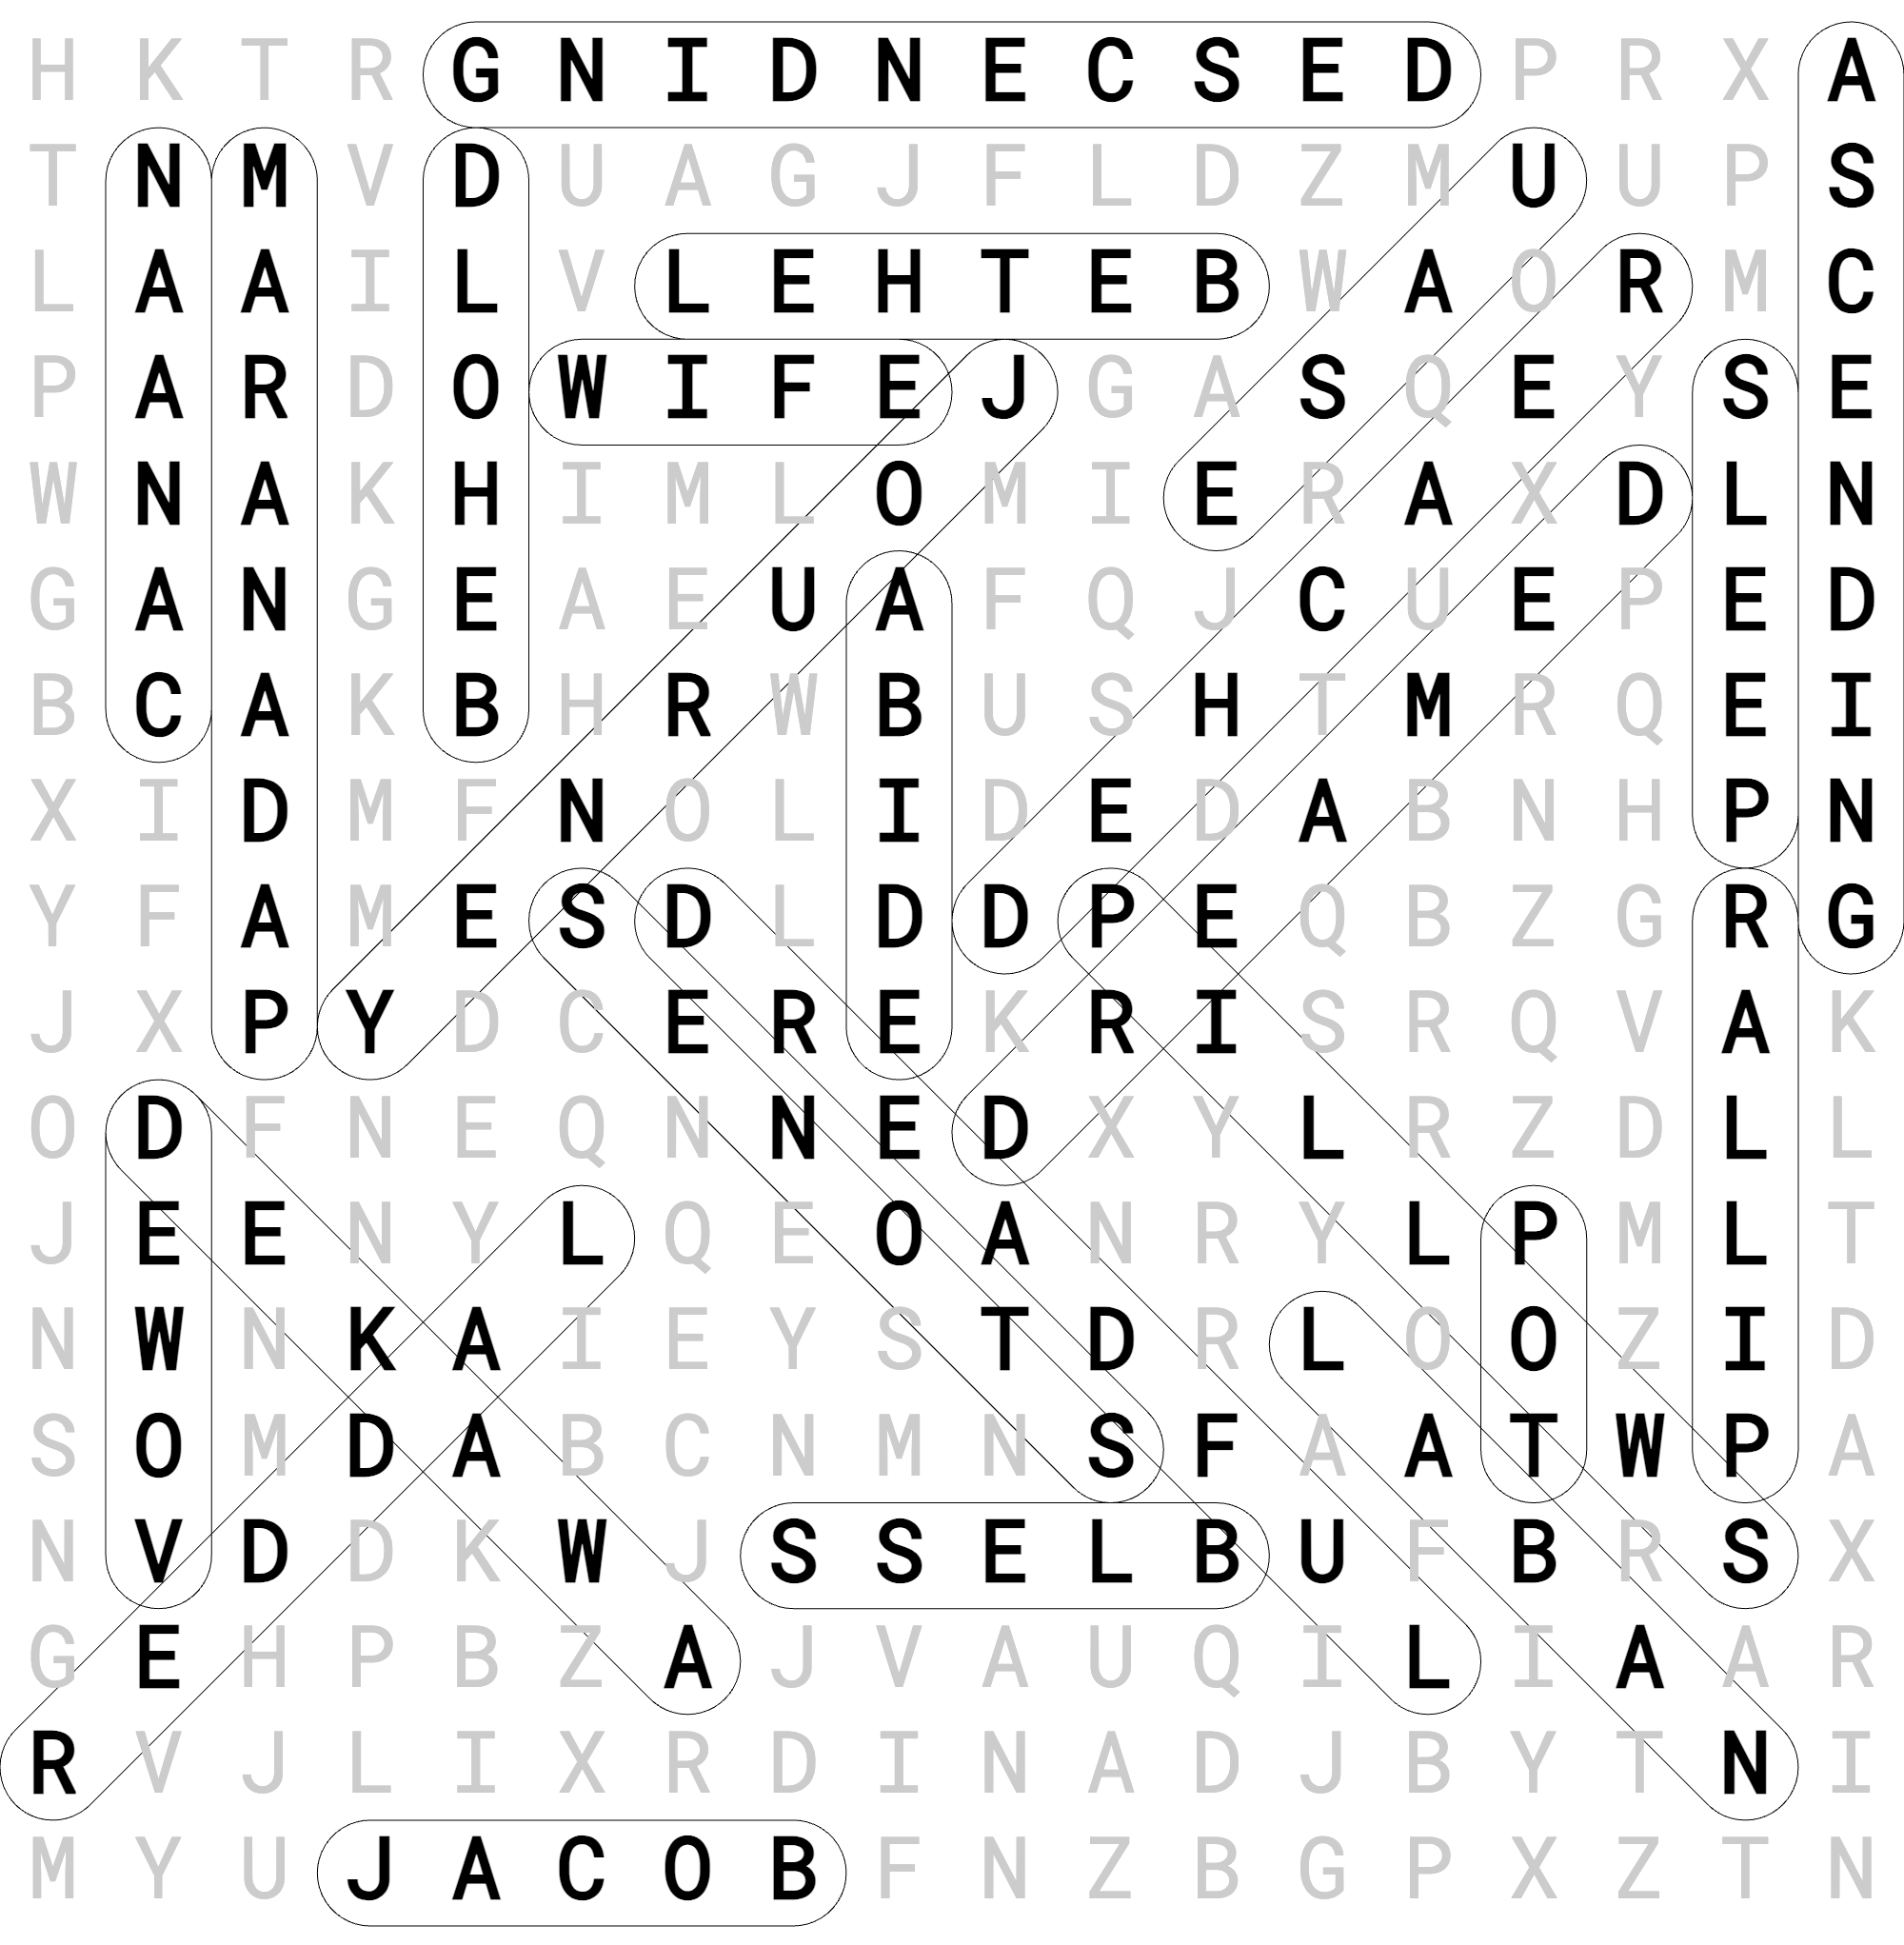 H K T R G N I D N E C S E D P R X A
T N M V D U A G J F L D Z M U U P S
L A A I L V L E H T E B W A O R M C
P A R D O W I F E J G A S Q E Y S E
W N A K H I M L O M I E R A X D L N
G A N G E A E U A F Q J C U E P E D
B C A K B H R W B U S H T M R Q E I
X I D M F N O L I D E D A B N H P N
Y F A M E S D L D D P E Q B Z G R G
J X P Y D C E R E K R I S R Q V A K
O D F N E Q N N E D X Y L R Z D L L
J E E N Y L Q E O A N R Y L P M L T
N W N K A I E Y S T D R L O O Z I D
S O M D A B C N M N S F A A T W P A
N V D D K W J S S E L B U F B R S X
G E H P B Z A J V A U Q I L I A A R
R V J L I X R D I N A D J B Y T N I
M Y U J A C O B F N Z B G P X Z T N